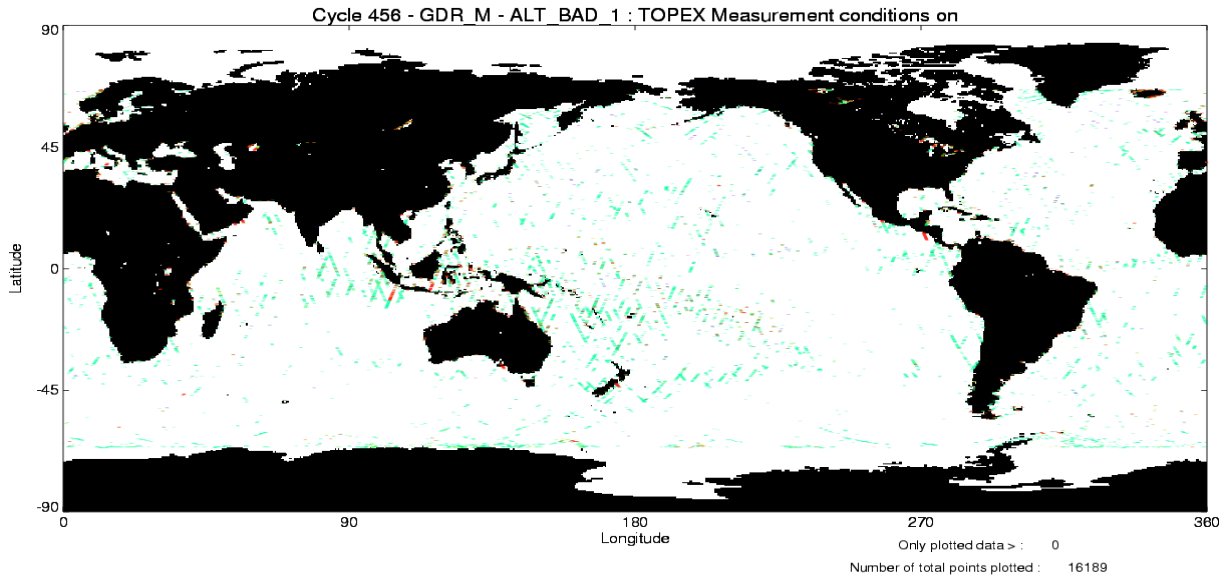 Cycle 456 - GDR_M - ALT_BAD_1 : TOPEX Measurement conditions on
90
45
0
-45
-90
Latitude
0 90 180 270 360
Longitude
Only plotted data > : 0
Number of total points plotted : 16189